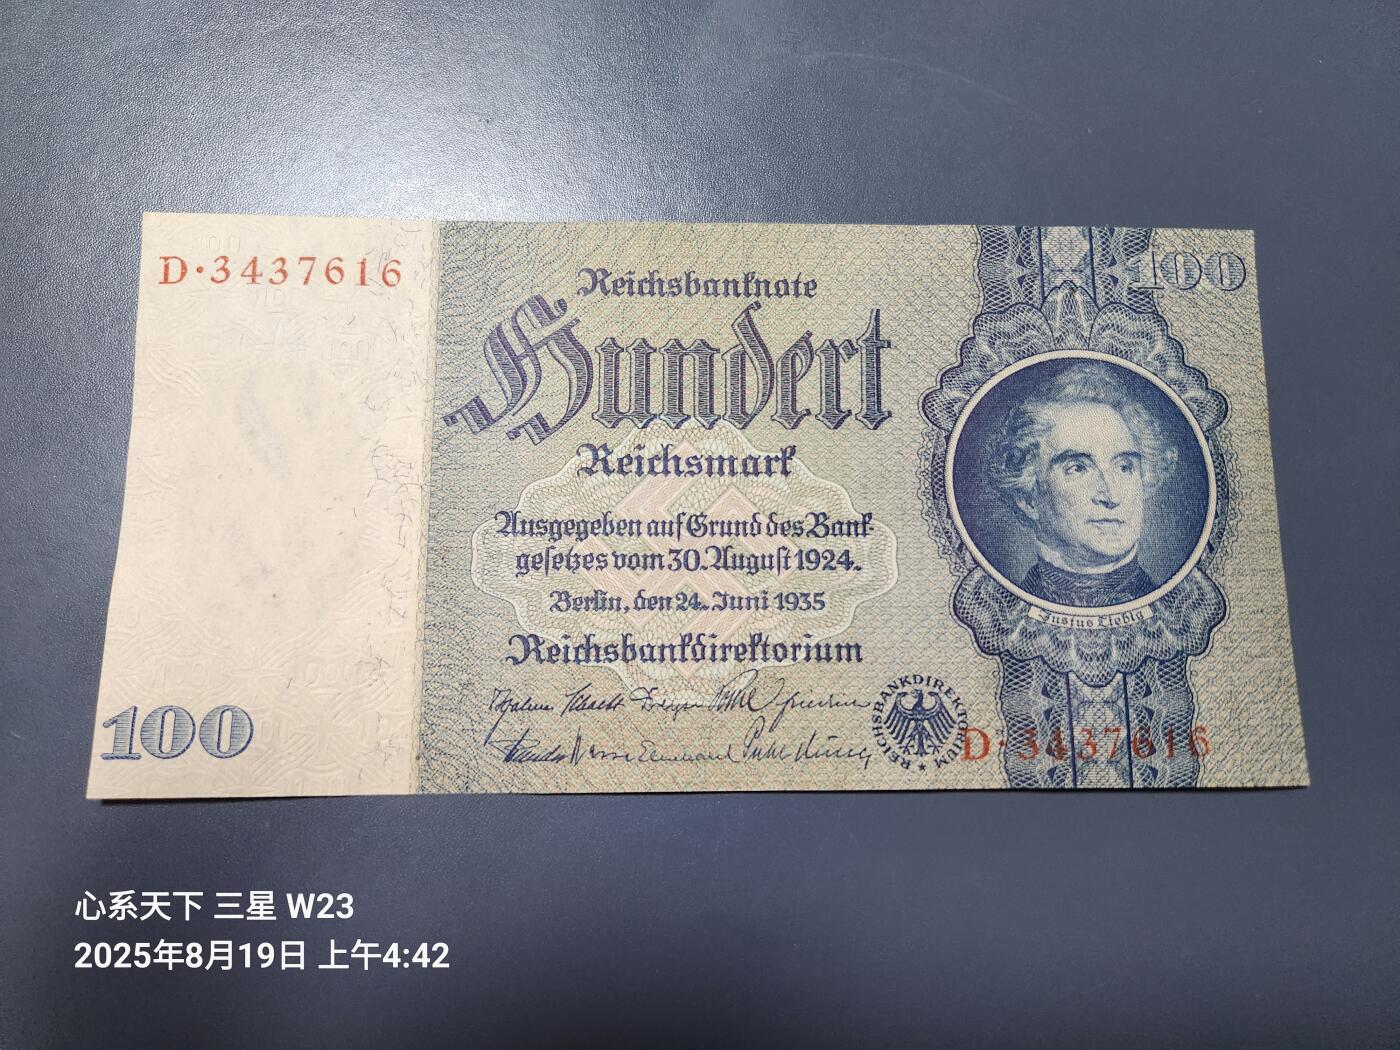 D·3437616
Reichsbanknote
100
Hundert
Reichsmark
Ausgegeben auf Grund des Bank-
gesetzes vom 30. August 1924.
Berlin, den 24. Juni 1935
Reichsbankdirektorium
Justus Liebig
REICHSBANKDIREKTORIUM
D·3437616
100
心系天下 三星 W23
2025年8月19日 上午4:42